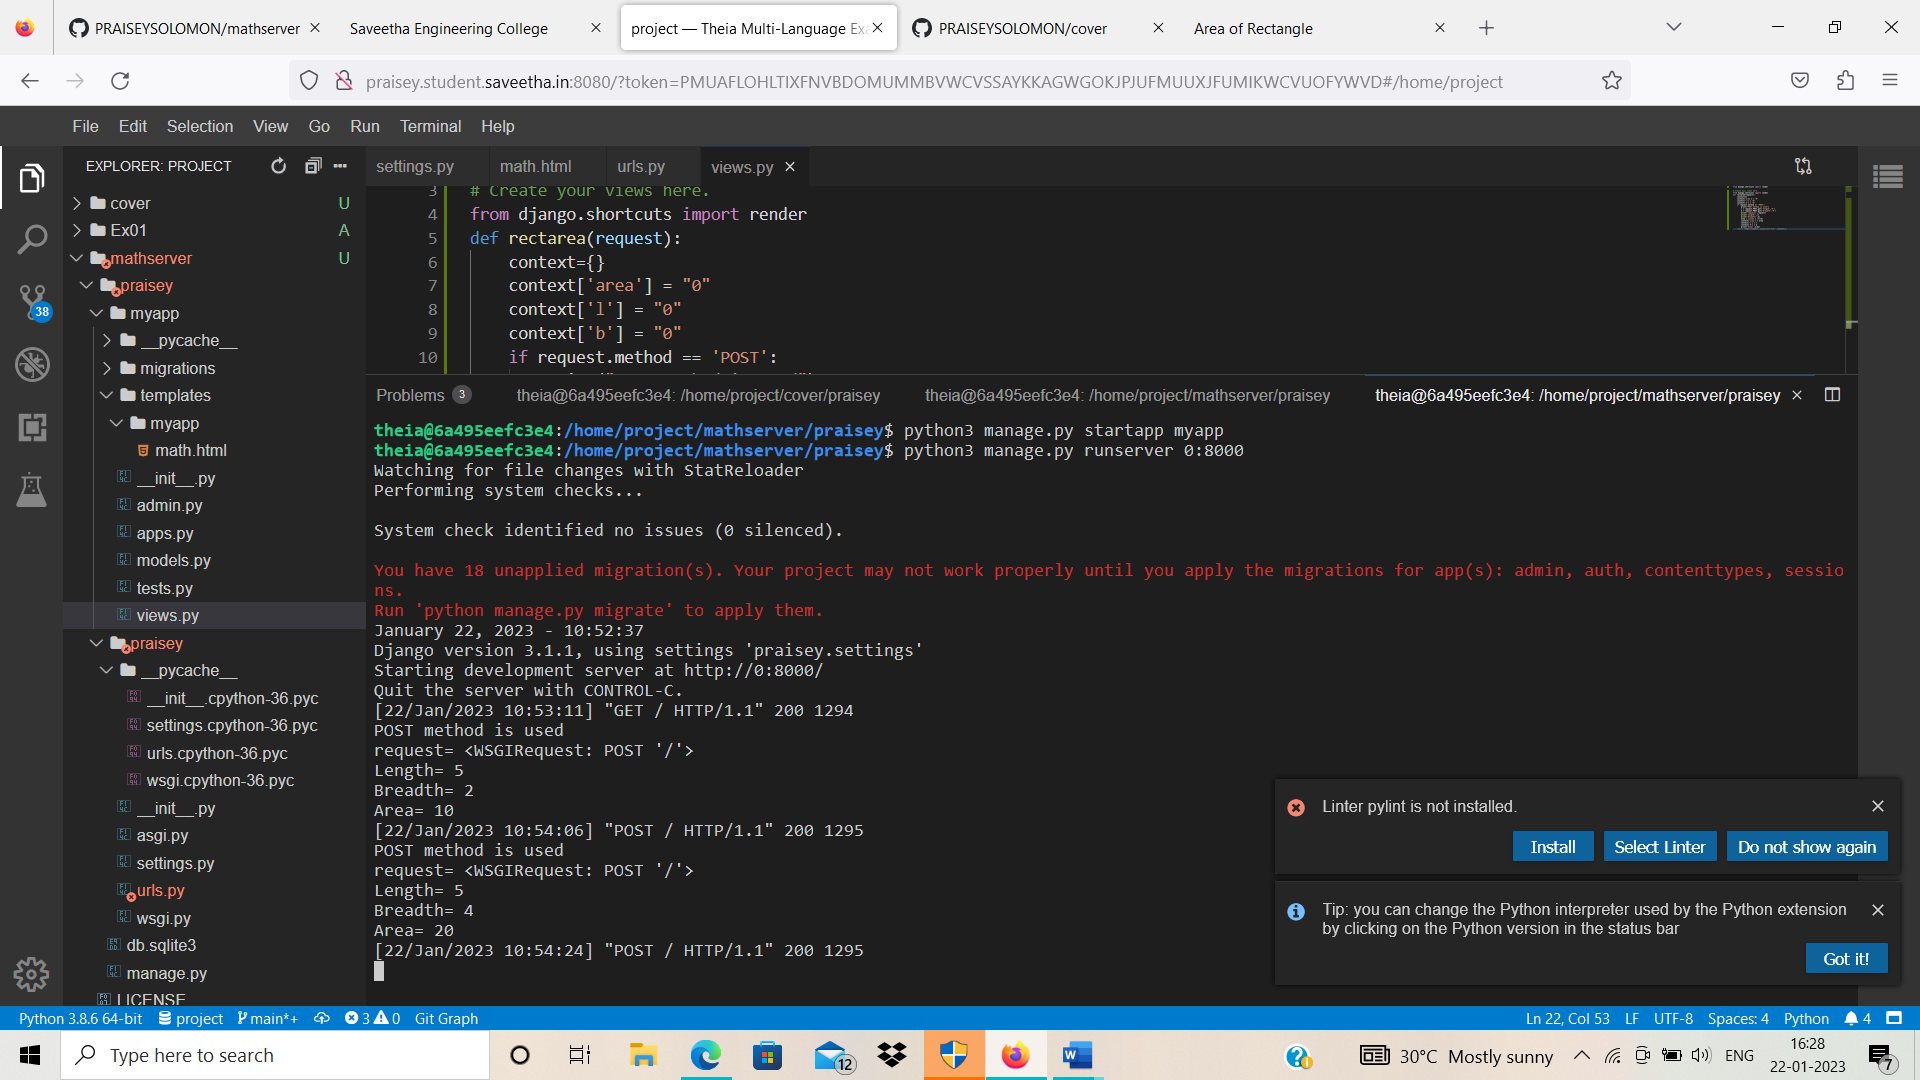 PRAISEYSOLOMON/mathserver
Saveetha Engineering College
project — Theia Multi-Language Exa
PRAISEYSOLOMON/cover
Area of Rectangle
praisey.student.saveetha.in:8080/?token=PMUAFLOHLTIXFNVBDOMUMMBVWCVSSAYKKAGWGOKJPJUFMUUXJFUMIKWCVUOFYWVD#/home/project
File Edit Selection View Go Run Terminal Help
EXPLORER: PROJECT
cover U
Ex01 A
mathserver U
praisey
myapp
__pycache__
migrations
templates
myapp
math.html
__init__.py
admin.py
apps.py
models.py
tests.py
views.py
praisey
__pycache__
__init__.cpython-36.pyc
settings.cpython-36.pyc
urls.cpython-36.pyc
wsgi.cpython-36.pyc
__init__.py
asgi.py
settings.py
urls.py
wsgi.py
db.sqlite3
manage.py
LICENSE
38
settings.py math.html urls.py views.py
3 # Create your views here.
4 from django.shortcuts import render
5 def rectarea(request):
6 context={}
7 context['area'] = "0"
8 context['l'] = "0"
9 context['b'] = "0"
10 if request.method == 'POST':
Problems 3 theia@6a495eefc3e4: /home/project/cover/praisey theia@6a495eefc3e4: /home/project/mathserver/praisey theia@6a495eefc3e4: /home/project/mathserver/praisey
theia@6a495eefc3e4:/home/project/mathserver/praisey$ python3 manage.py startapp myapp
theia@6a495eefc3e4:/home/project/mathserver/praisey$ python3 manage.py runserver 0:8000
Watching for file changes with StatReloader
Performing system checks...
System check identified no issues (0 silenced).
You have 18 unapplied migration(s). Your project may not work properly until you apply the migrations for app(s): admin, auth, contenttypes, sessio
ns.
Run 'python manage.py migrate' to apply them.
January 22, 2023 - 10:52:37
Django version 3.1.1, using settings 'praisey.settings'
Starting development server at http://0:8000/
Quit the server with CONTROL-C.
[22/Jan/2023 10:53:11] "GET / HTTP/1.1" 200 1294
POST method is used
request= <WSGIRequest: POST '/'>
Length= 5
Breadth= 2
Area= 10
[22/Jan/2023 10:54:06] "POST / HTTP/1.1" 200 1295
POST method is used
request= <WSGIRequest: POST '/'>
Length= 5
Breadth= 4
Area= 20
[22/Jan/2023 10:54:24] "POST / HTTP/1.1" 200 1295
Linter pylint is not installed.
Install Select Linter Do not show again
Tip: you can change the Python interpreter used by the Python extension
by clicking on the Python version in the status bar
Got it!
Python 3.8.6 64-bit project main*+ 3 0 Git Graph
Ln 22, Col 53 LF UTF-8 Spaces: 4 Python 4
Type here to search
12
30°C Mostly sunny
ENG
16:28
22-01-2023
7